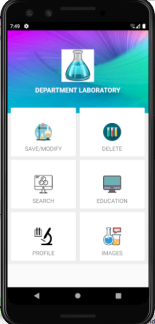 7:49
DEPARTMENT LABORATORY
SAVE/MODIFY
DELETE
SEARCH
EDUCATION
PROFILE
IMAGES